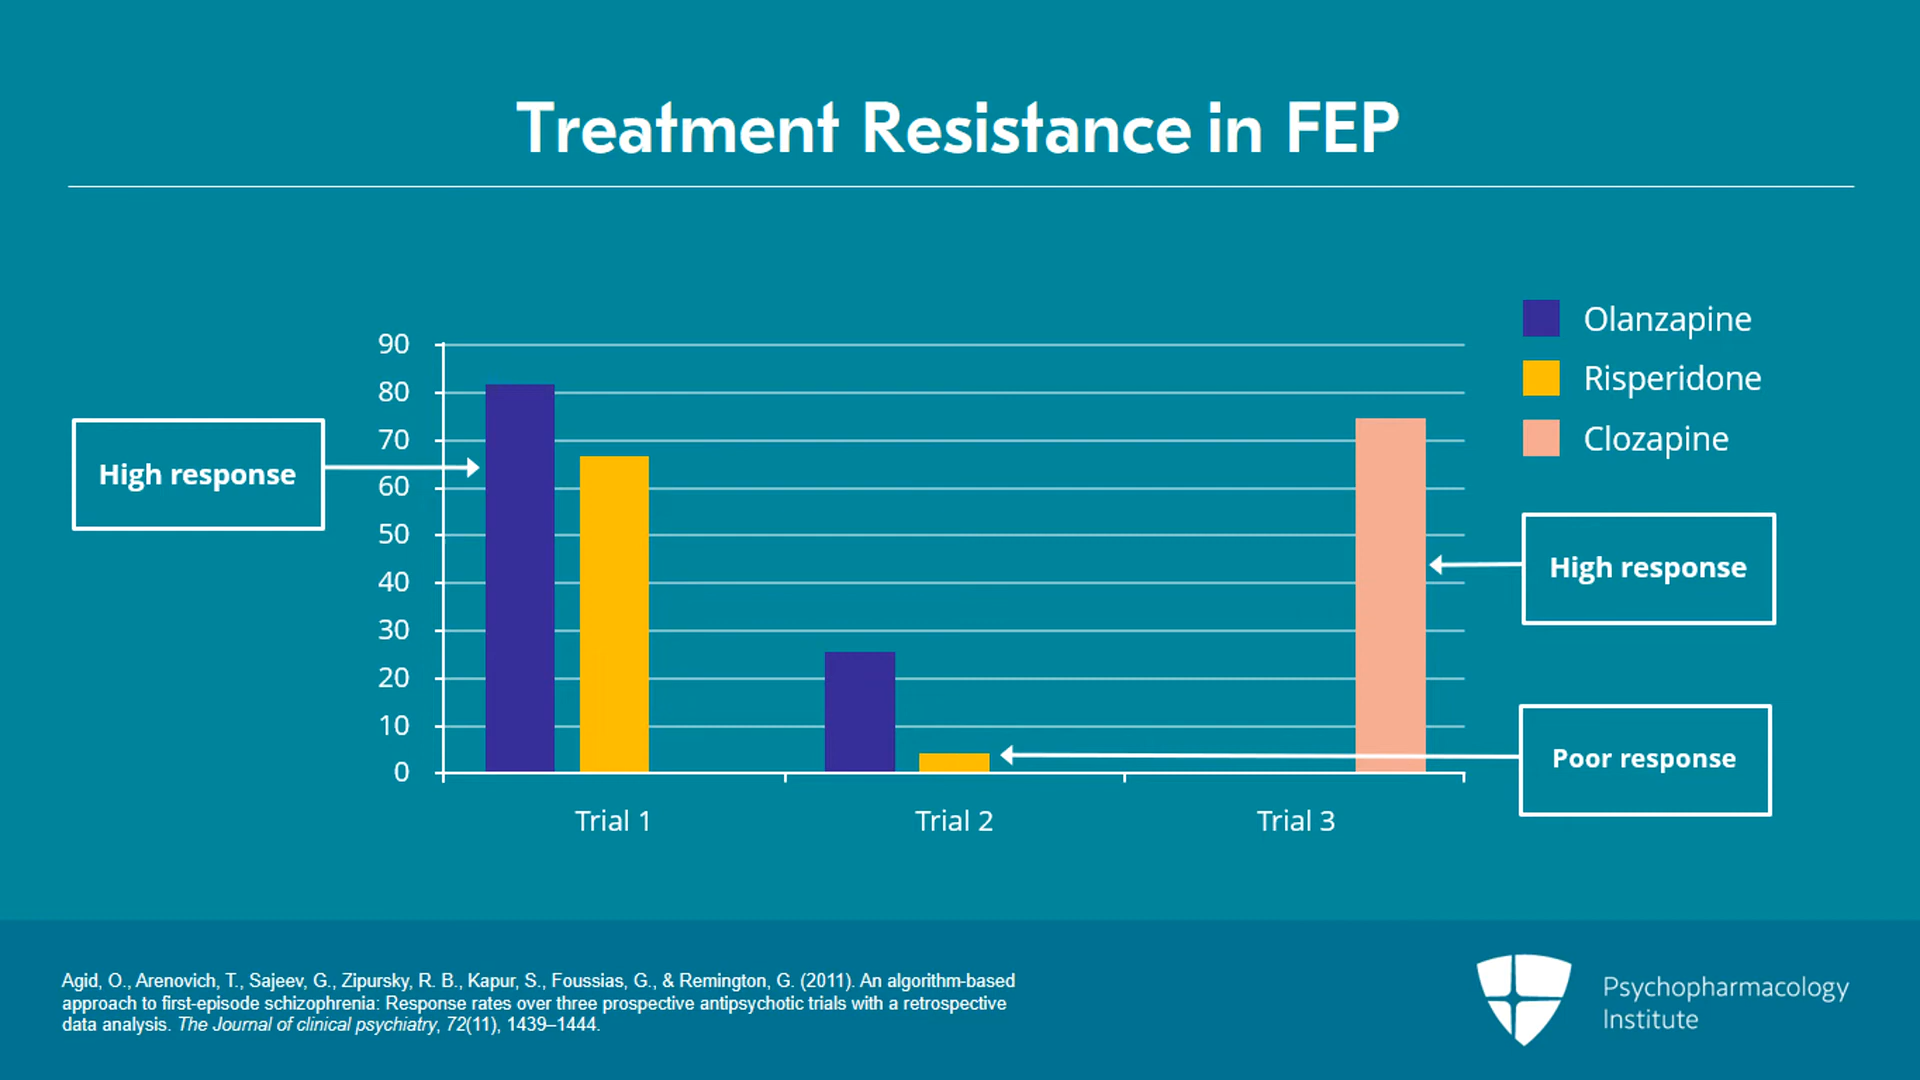 Treatment Resistance in FEP
Olanzapine
Risperidone
Clozapine
90
80
70
60
50
40
30
20
10
0
High response
High response
Poor response
Trial 1
Trial 2
Trial 3
Agid, O., Arenovich, T., Sajeev, G., Zipursky, R. B., Kapur, S., Foussias, G., & Remington, G. (2011). An algorithm-based
approach to first-episode schizophrenia: Response rates over three prospective antipsychotic trials with a retrospective
data analysis. The Journal of clinical psychiatry, 72(11), 1439–1444.
Psychopharmacology
Institute